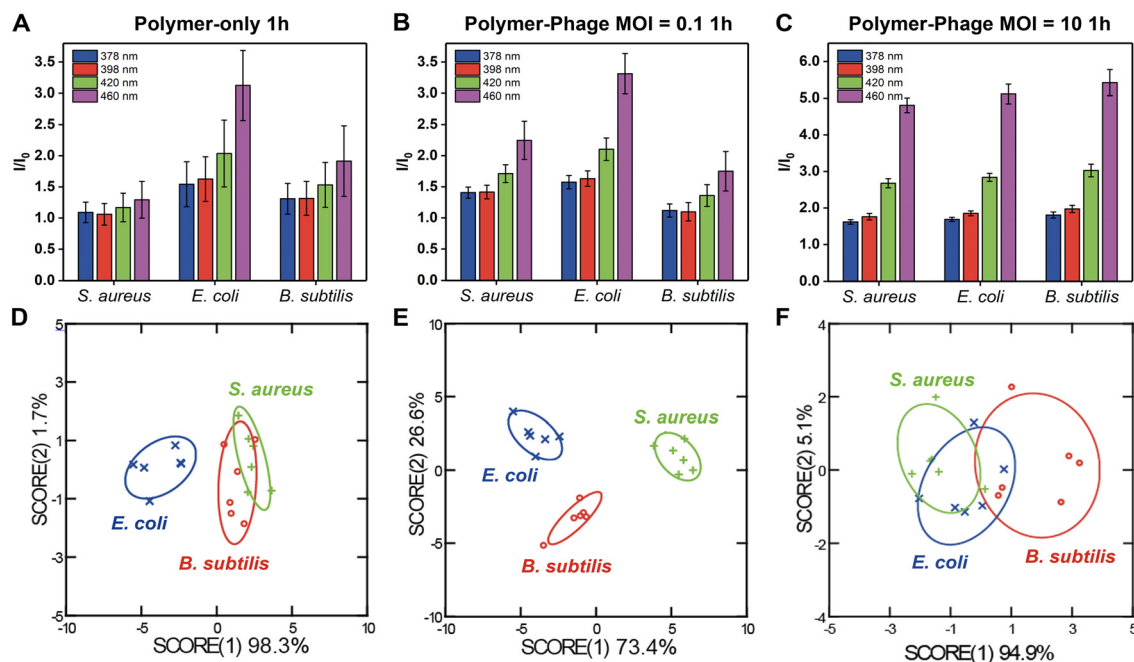 A
Polymer-only 1h
378 nm
398 nm
420 nm
460 nm
I/I₀
3.5
3.0
2.5
2.0
1.5
1.0
0.5
0.0
S. aureus
E. coli
B. subtilis
B
Polymer-Phage MOI = 0.1 1h
378 nm
398 nm
420 nm
460 nm
I/I₀
3.5
3.0
2.5
2.0
1.5
1.0
0.5
0.0
S. aureus
E. coli
B. subtilis
C
Polymer-Phage MOI = 10 1h
378 nm
398 nm
420 nm
460 nm
I/I₀
6.0
5.0
4.0
3.0
2.0
1.0
0.0
S. aureus
E. coli
B. subtilis
D
SCORE(2) 1.7%
5
3
1
-1
-3
-5
S. aureus
E. coli
B. subtilis
-10 -5 0 5 10
SCORE(1) 98.3%
E
SCORE(2) 26.6%
10
5
0
-5
-10
S. aureus
E. coli
B. subtilis
-10 -5 0 5 10
SCORE(1) 73.4%
F
SCORE(2) 5.1%
4
2
0
-2
-4
S. aureus
E. coli
B. subtilis
-5 -3 -1 1 3 5
SCORE(1) 94.9%